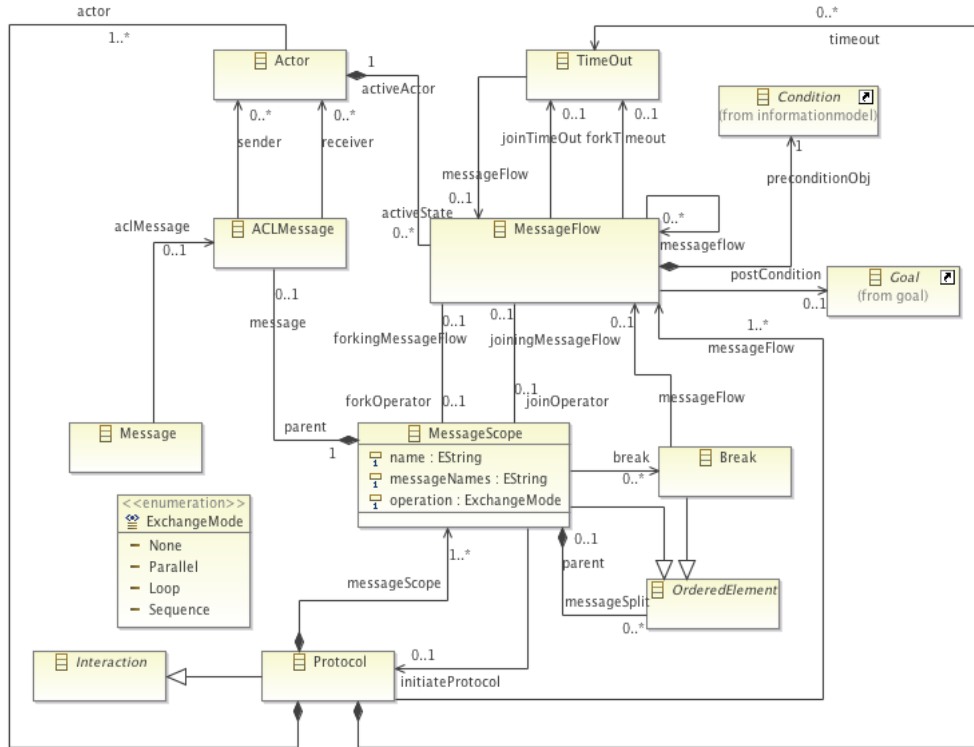 actor
1..*
0..*
timeout
Actor
1
activeActor
TimeOut
Condition
(from informationmodel)
0..*
sender
0..*
receiver
0..1
joinTimeOut
0..1
forkTimeout
1
preconditionObj
messageFlow
0..1
aclMessage
0..1
ACLMessage
activeState
0..*
MessageFlow
0..*
messageflow
postCondition
0..1
Goal
(from goal)
0..1
message
0..1
forkingMessageFlow
0..1
joiningMessageFlow
0..1
1..*
messageFlow
messageFlow
forkOperator
0..1
0..1
joinOperator
Message
parent
1
MessageScope
name : EString
messageNames : EString
operation : ExchangeMode
break
0..*
Break
<<enumeration>>
ExchangeMode
None
Parallel
Loop
Sequence
1..*
messageScope
0..1
parent
messageSplit
0..*
OrderedElement
Interaction
Protocol
0..1
initiateProtocol